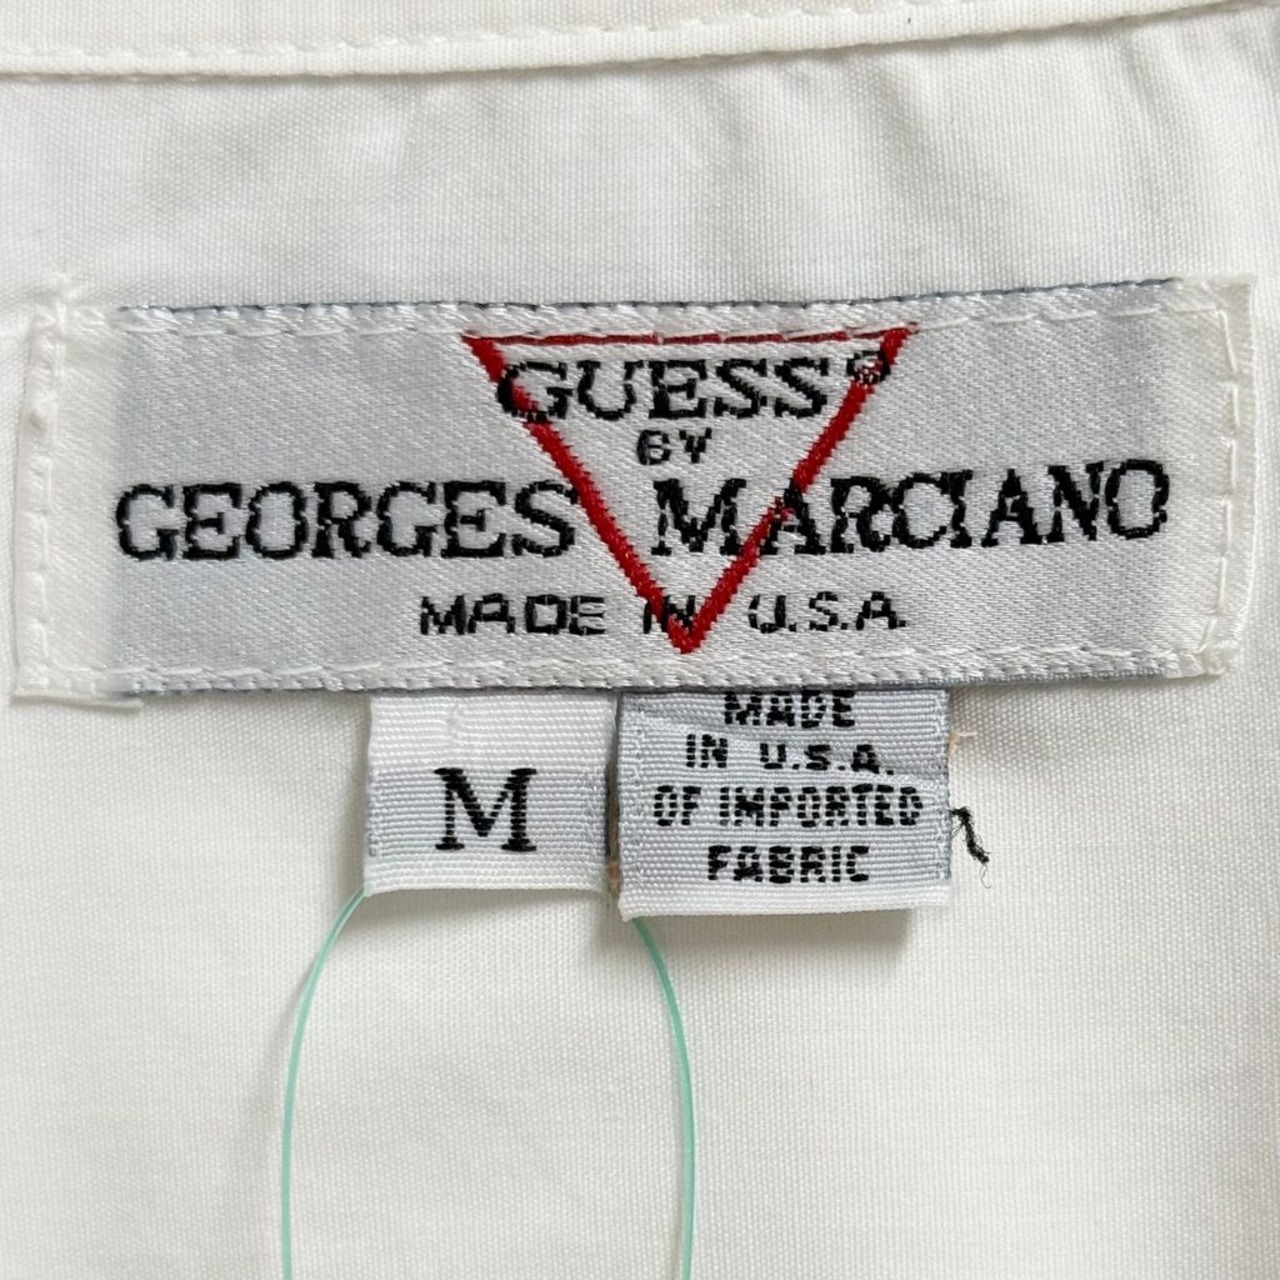 GUESS®
BY
GEORGES MARCIANO
MADE IN U.S.A.
M
MADE
IN U.S.A.
OF IMPORTED
FABRIC